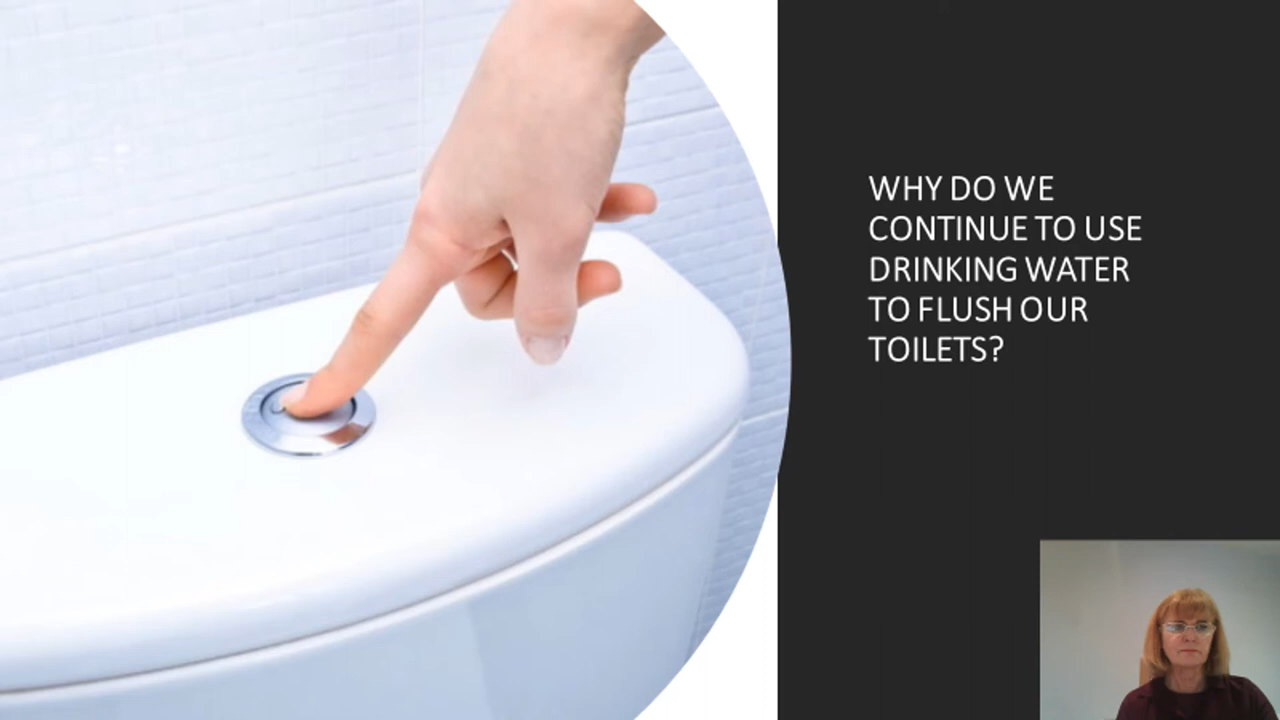 WHY DO WE
CONTINUE TO USE
DRINKING WATER
TO FLUSH OUR
TOILETS?